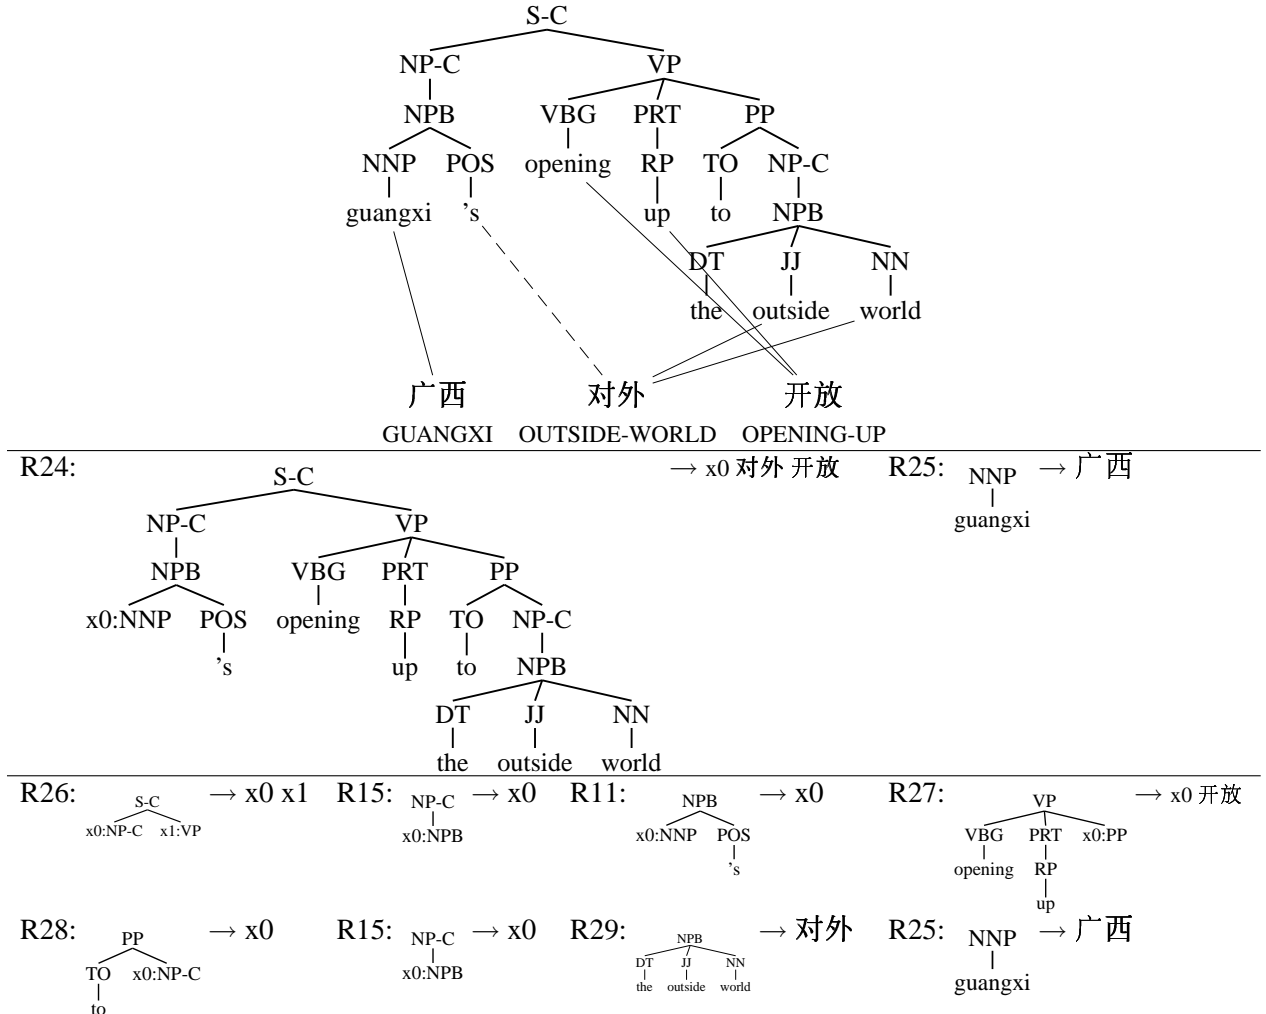 S-C
NP-C VP
NPB VBG PRT PP
NNP POS opening RP TO NP-C
guangxi 's up to NPB
DT JJ NN
the outside world
广西 对外 开放
GUANGXI OUTSIDE-WORLD OPENING-UP
R24: → x0 对外 开放 R25: NNP → 广西
S-C guangxi
NP-C VP
NPB VBG PRT PP
x0:NNP POS opening RP TO NP-C
's up to NPB
DT JJ NN
the outside world
R26: S-C → x0 x1 R15: NP-C → x0 R11: NPB → x0 R27: VP → x0 开放
x0:NP-C x1:VP x0:NPB x0:NNP POS VBG PRT x0:PP
's opening RP
up
R28: PP → x0 R15: NP-C → x0 R29: NPB → 对外 R25: NNP → 广西
TO x0:NP-C x0:NPB DT JJ NN guangxi
to the outside world